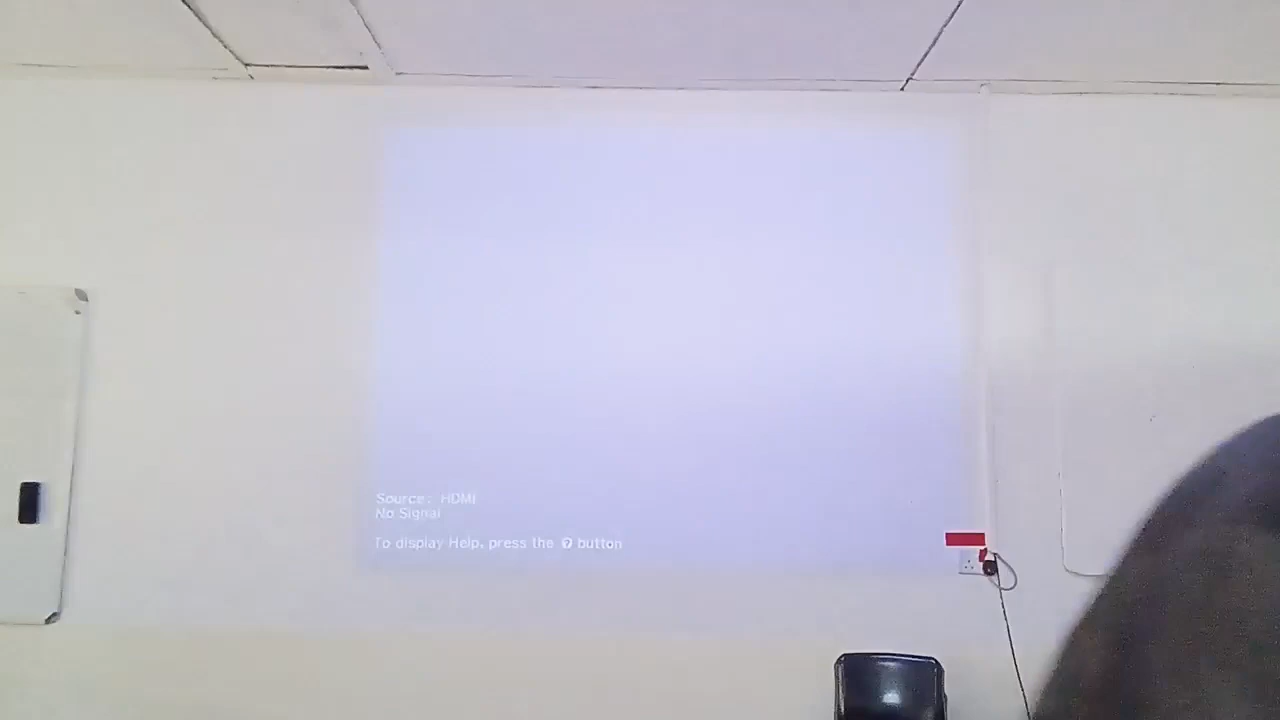 Source: HDMI
No Signal
To display Help, press the ? button